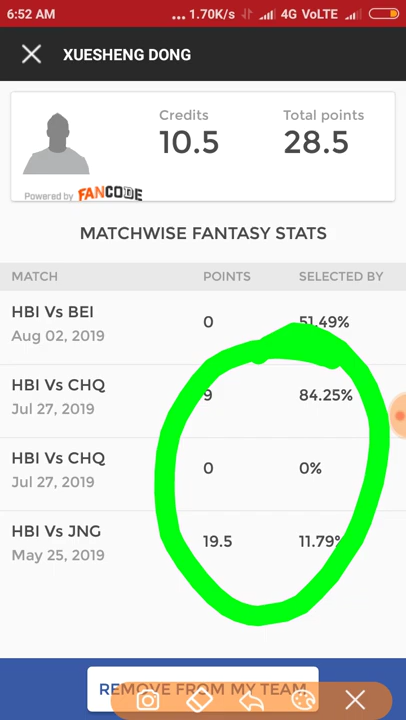 6:52 AM ... 1.70K/s 4G VoLTE
XUESHENG DONG
Credits Total points
10.5 28.5
Powered by FANCODE
MATCHWISE FANTASY STATS
MATCH POINTS SELECTED BY
HBI Vs BEI 0 51.49%
Aug 02, 2019
HBI Vs CHQ 9 84.25%
Jul 27, 2019
HBI Vs CHQ 0 0%
Jul 27, 2019
HBI Vs JNG 19.5 11.79%
May 25, 2019
REMOVE FROM MY TEAM